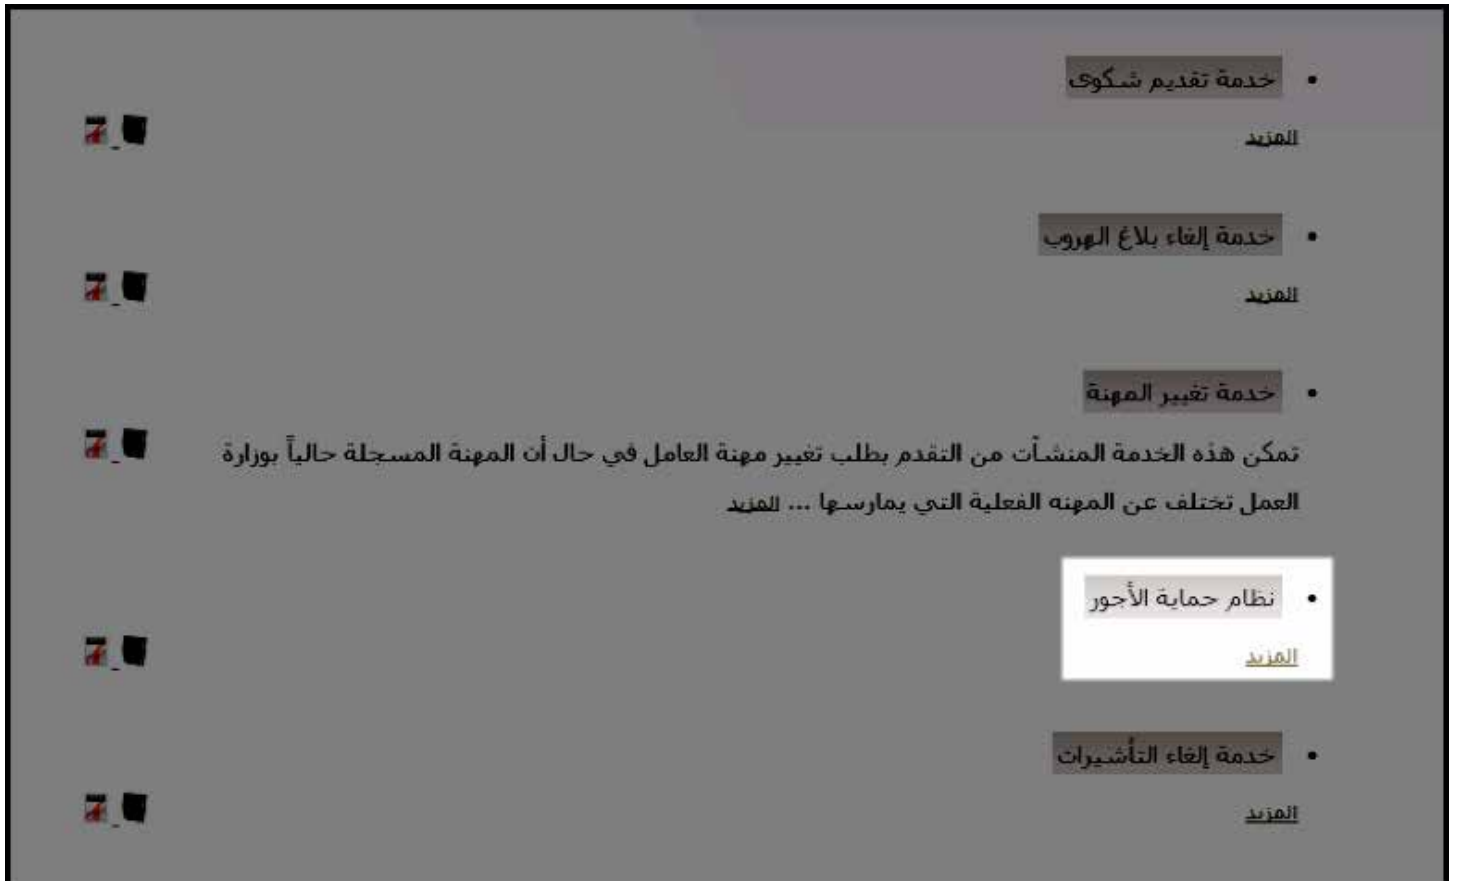 خدمة تقديم شكوى
المزيد
خدمة إلغاء بلاغ الهروب
المزيد
خدمة تغيير المهنة
تمكن هذه الخدمة المنشآت من التقدم بطلب تغيير مهنة العامل في حال أن المهنة المسجلة حالياً بوزارة
العمل تختلف عن المهنه الفعلية التي يمارسها ... المزيد
نظام حماية الأجور
المزيد
خدمة إلغاء التأشيرات
المزيد